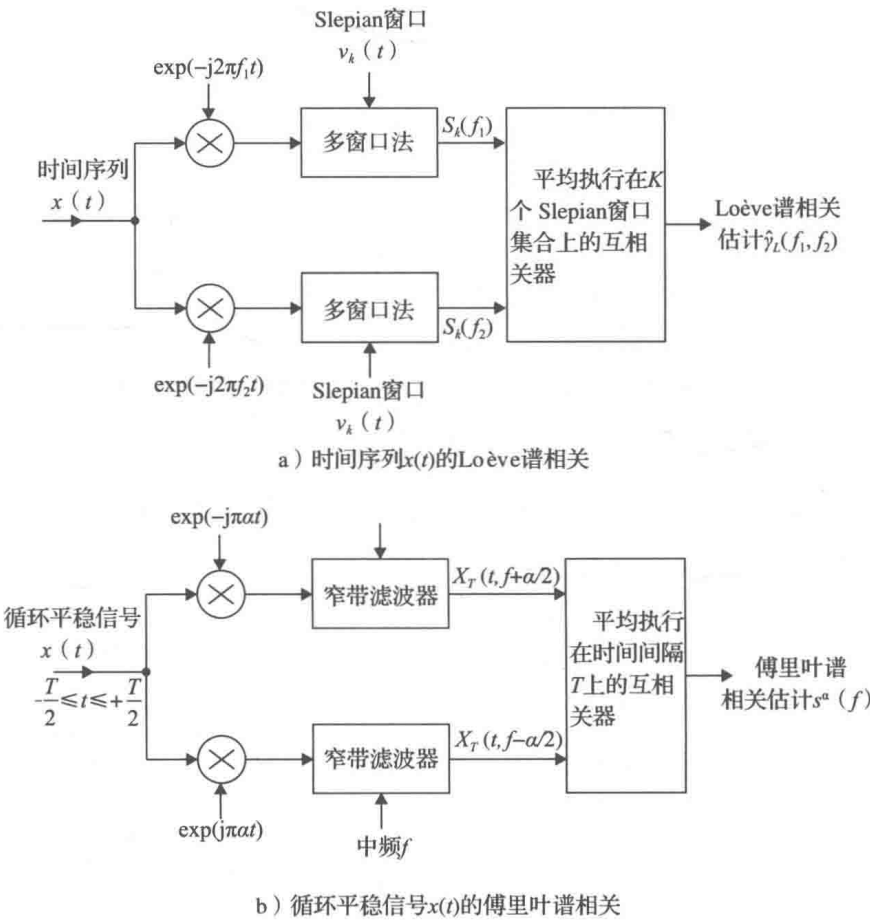 Slepian窗口
v_k（t）
exp(−j2πf₁t)
多窗口法
S_k(f₁)
时间序列
x（t）
平均执行在K
个 Slepian窗口
集合上的互相
关器
Loève谱相关
估计γ̂_L(f₁,f₂)
多窗口法
S_k(f₂)
exp(−j2πf₂t)
Slepian窗口
v_k（t）
a）时间序列x(t)的Loève谱相关
exp(−jπαt)
窄带滤波器
X_T (t, f+α/2)
循环平稳信号
x（t）
-T/2≤t≤+T/2
平均执行
在时间间隔
T上的互相
关器
傅里叶谱
相关估计s^α（f）
窄带滤波器
X_T (t, f−α/2)
exp(jπαt)
中频f
b）循环平稳信号x(t)的傅里叶谱相关